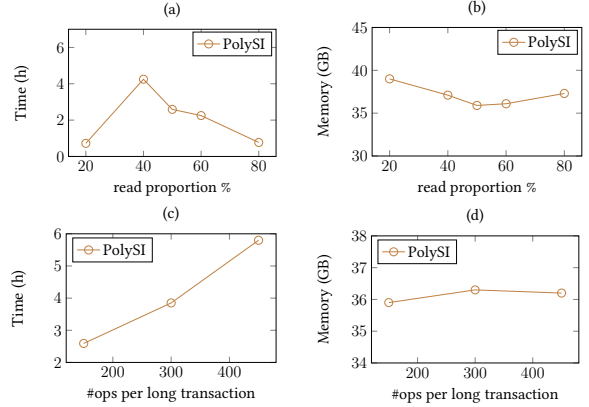 (a)
Time (h)
6
4
2
0
PolySI
20 40 60 80
read proportion %
(b)
Memory (GB)
45
40
35
30
PolySI
20 40 60 80
read proportion %
(c)
Time (h)
6
5
4
3
2
PolySI
200 300 400
#ops per long transaction
(d)
Memory (GB)
38
37
36
35
34
PolySI
200 300 400
#ops per long transaction